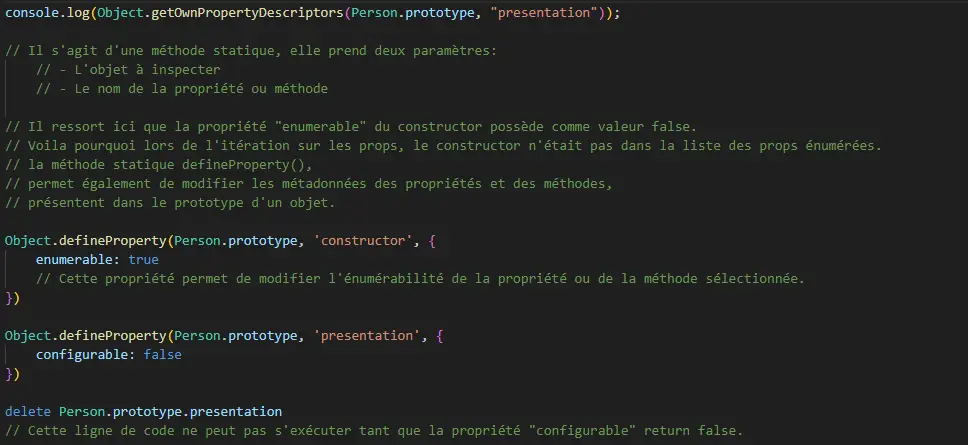 console.log(Object.getOwnPropertyDescriptors(Person.prototype, "presentation"));
// Il s'agit d'une méthode statique, elle prend deux paramètres:
// - L'objet à inspecter
// - Le nom de la propriété ou méthode
// Il ressort ici que la propriété "enumerable" du constructor possède comme valeur false.
// Voila pourquoi lors de l'itération sur les props, le constructor n'était pas dans la liste des props énumérées.
// la méthode statique defineProperty(),
// permet également de modifier les métadonnées des propriétés et des méthodes,
// présentent dans le prototype d'un objet.
Object.defineProperty(Person.prototype, 'constructor', {
enumerable: true
// Cette propriété permet de modifier l'énumérabilité de la propriété ou de la méthode sélectionnée.
})
Object.defineProperty(Person.prototype, 'presentation', {
configurable: false
})
delete Person.prototype.presentation
// Cette ligne de code ne peut pas s'exécuter tant que la propriété "configurable" return false.